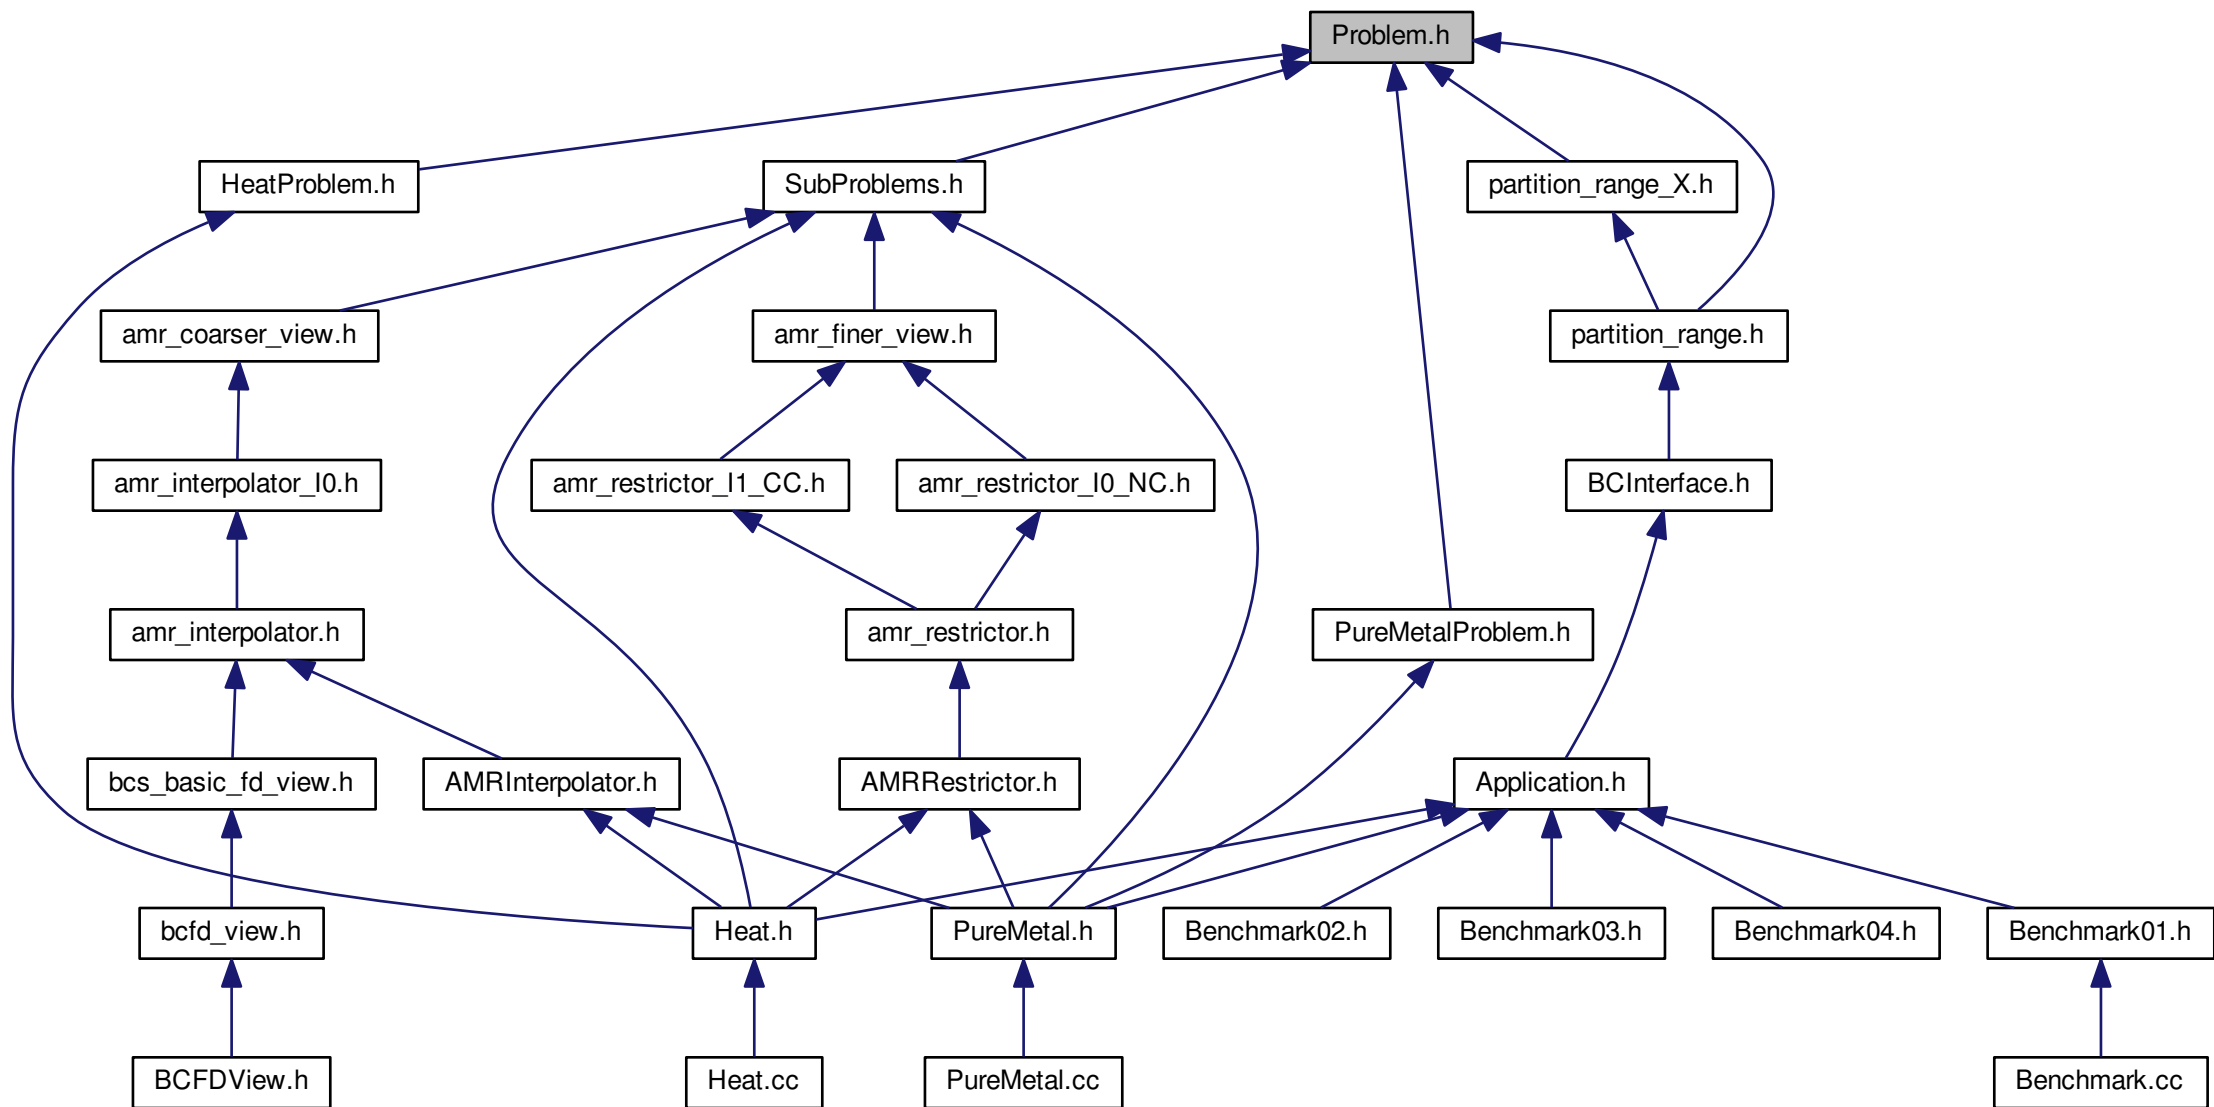 Problem.h
HeatProblem.h
SubProblems.h
partition_range_X.h
amr_coarser_view.h
amr_finer_view.h
partition_range.h
amr_interpolator_I0.h
amr_restrictor_I1_CC.h
amr_restrictor_I0_NC.h
BCInterface.h
amr_interpolator.h
amr_restrictor.h
PureMetalProblem.h
bcs_basic_fd_view.h
AMRInterpolator.h
AMRRestrictor.h
Application.h
bcfd_view.h
Heat.h
PureMetal.h
Benchmark02.h
Benchmark03.h
Benchmark04.h
Benchmark01.h
BCFDView.h
Heat.cc
PureMetal.cc
Benchmark.cc